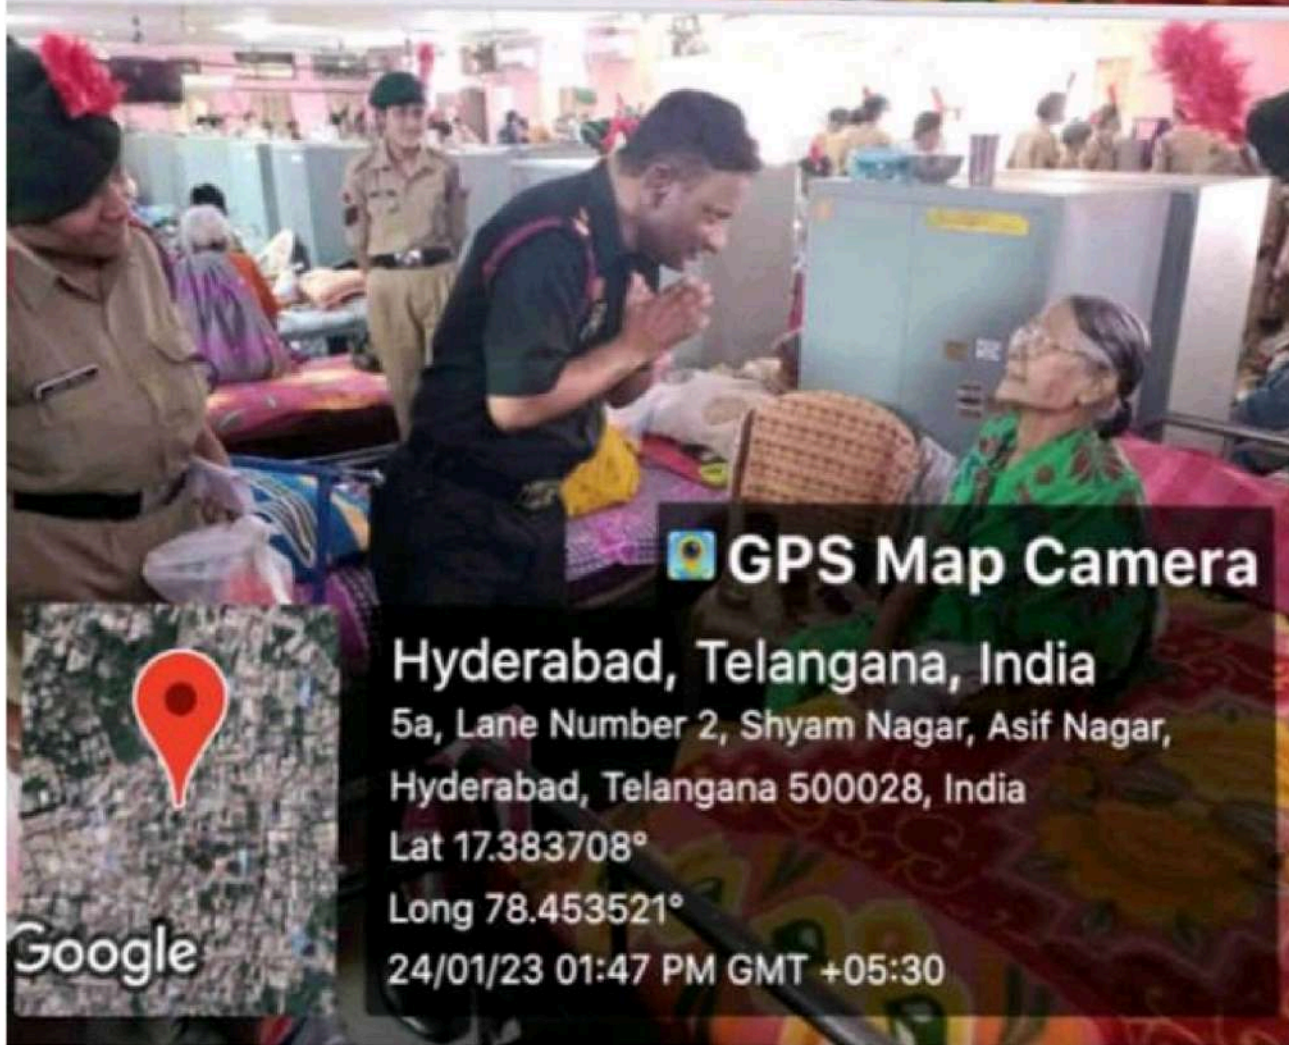 GPS Map Camera
Hyderabad, Telangana, India
5a, Lane Number 2, Shyam Nagar, Asif Nagar,
Hyderabad, Telangana 500028, India
Lat 17.383708°
Long 78.453521°
24/01/23 01:47 PM GMT +05:30
Google